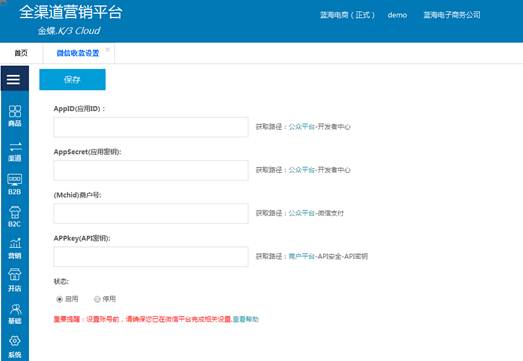 全渠道营销平台
金蝶.K/3 Cloud
蓝海电商（正式） demo 蓝海电子商务公司
首页 微信收款设置
保存
AppID(应用ID)：
获取路径：公众平台-开发者中心
AppSecret(应用密钥):
获取路径：公众平台-开发者中心
(Mchid)商户号:
获取路径：公众平台-微信支付
APPkey(API密钥):
获取路径：商户平台-API安全-API密钥
状态:
启用 停用
重要提醒：设置账号前，请确保您已在微信平台完成相关设置,查看帮助
商品
渠道
B2B
B2C
营销
开店
基础
系统